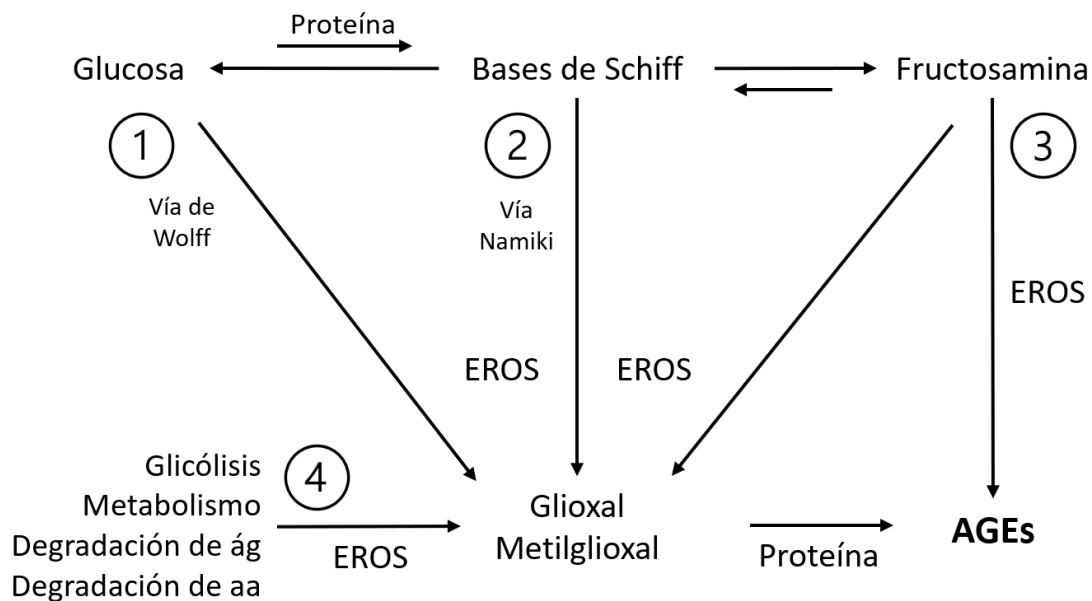 Proteína
Glucosa
Bases de Schiff
Fructosamina
1
2
3
Vía de
Wolff
Vía
Namiki
EROS
EROS
EROS
4
Glicólisis
Metabolismo
Degradación de ág
Degradación de aa
EROS
Glioxal
Metilglioxal
Proteína
AGEs